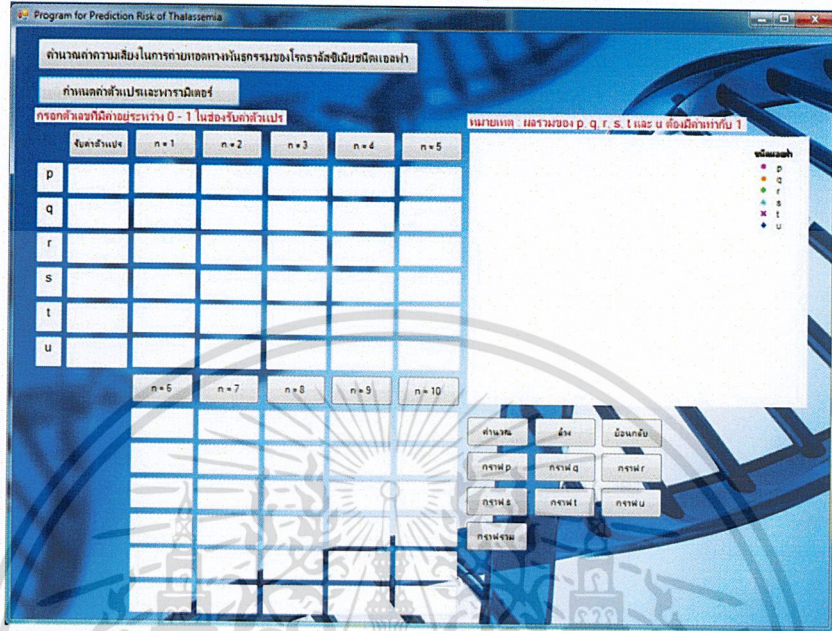 Program for Prediction Risk of Thalassemia
คำนวณค่าความเสี่ยงในการถ่ายทอดทางพันธุกรรมของโรคธาลัสซีเมียชนิดแอลฟา
กำหนดค่าตัวแปรและพารามิเตอร์
กรอกตัวเลขที่มีค่าอยู่ระหว่าง 0 - 1 ในช่องรับค่าตัวแปร
หมายเหตุ : ผลรวมของ p, q, r, s, t และ u ต้องมีค่าเท่ากับ 1
รับค่าตัวแปร n = 1 n = 2 n = 3 n = 4 n = 5
p
q
r
s
t
u
ชนิดแอลฟา
p
q
r
s
t
u
n = 6 n = 7 n = 8 n = 9 n = 10
คำนวณ ล้าง ย้อนกลับ
กราฟ p กราฟ q กราฟ r
กราฟ s กราฟ t กราฟ u
กราฟรวม